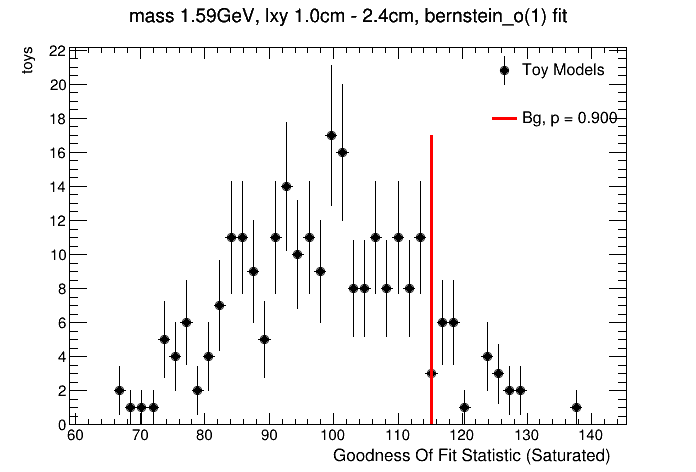 mass 1.59GeV, lxy 1.0cm - 2.4cm, bernstein_o(1) fit
toys
22
20
18
16
14
12
10
8
6
4
2
0
Toy Models
Bg, p = 0.900
60 70 80 90 100 110 120 130 140
Goodness Of Fit Statistic (Saturated)